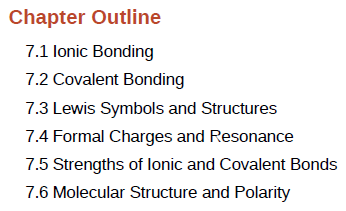 Chapter Outline
7.1 Ionic Bonding
7.2 Covalent Bonding
7.3 Lewis Symbols and Structures
7.4 Formal Charges and Resonance
7.5 Strengths of Ionic and Covalent Bonds
7.6 Molecular Structure and Polarity